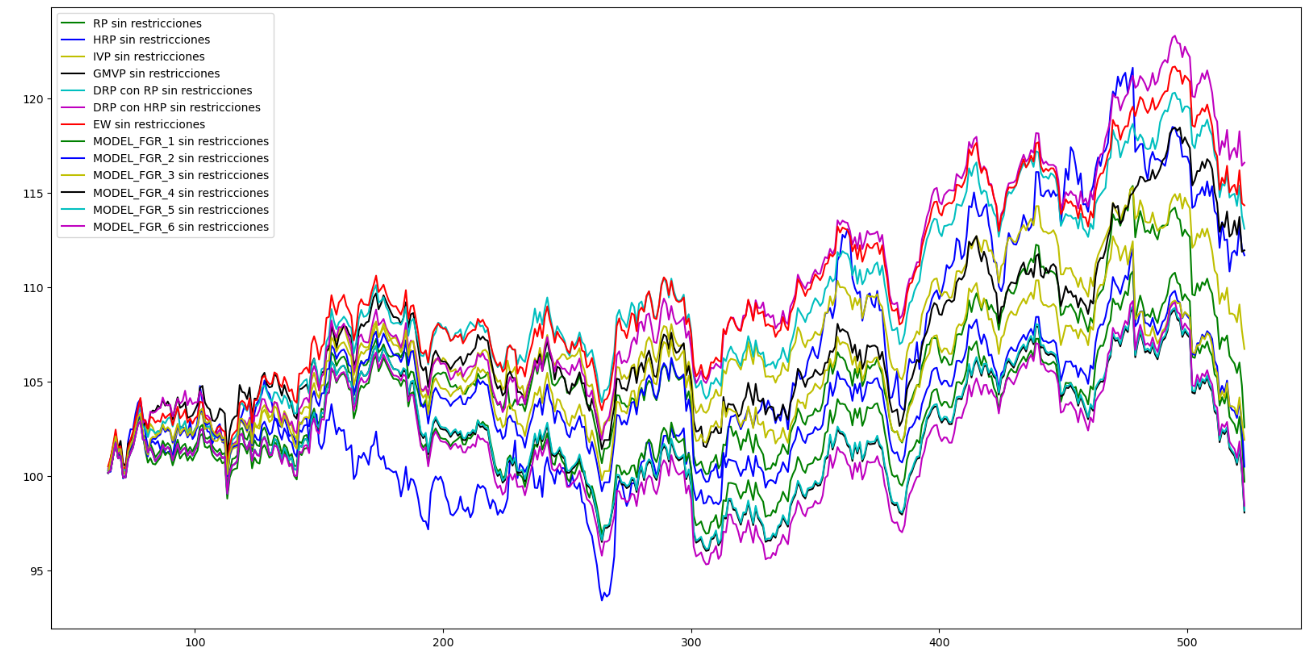 RP sin restricciones
HRP sin restricciones
IVP sin restricciones
GMVP sin restricciones
DRP con RP sin restricciones
DRP con HRP sin restricciones
EW sin restricciones
MODEL_FGR_1 sin restricciones
MODEL_FGR_2 sin restricciones
MODEL_FGR_3 sin restricciones
MODEL_FGR_4 sin restricciones
MODEL_FGR_5 sin restricciones
MODEL_FGR_6 sin restricciones
120
115
110
105
100
95
100 200 300 400 500